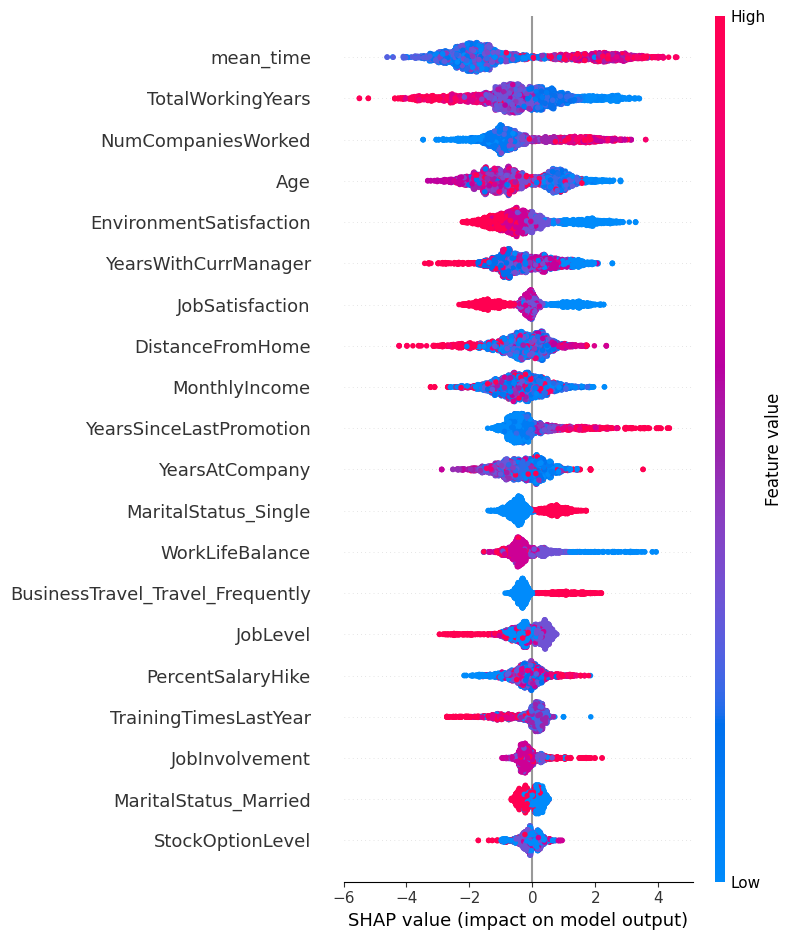 High
mean_time
TotalWorkingYears
NumCompaniesWorked
Age
EnvironmentSatisfaction
YearsWithCurrManager
JobSatisfaction
DistanceFromHome
MonthlyIncome
YearsSinceLastPromotion
YearsAtCompany
MaritalStatus_Single
WorkLifeBalance
BusinessTravel_Travel_Frequently
JobLevel
PercentSalaryHike
TrainingTimesLastYear
JobInvolvement
MaritalStatus_Married
StockOptionLevel
Feature value
Low
−6 −4 −2 0 2 4
SHAP value (impact on model output)